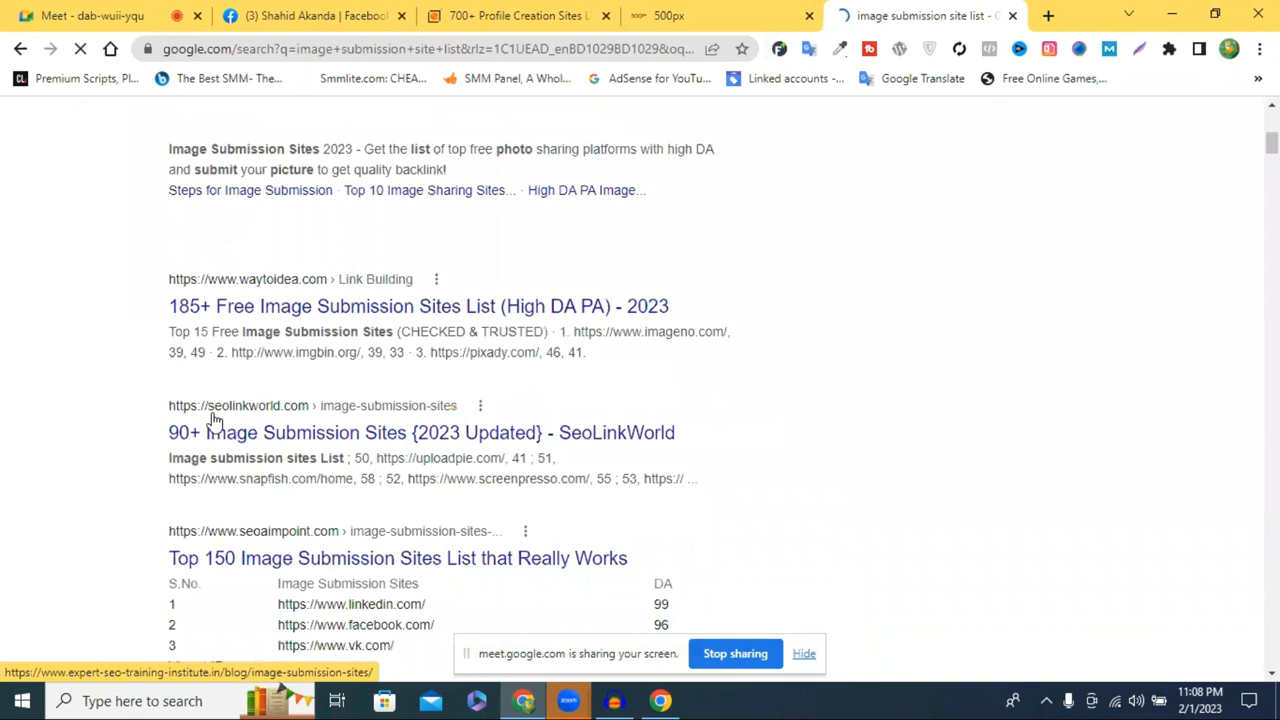 Meet - dab-wuii-yqu
(3) Shahid Akanda | Facebook
700+ Profile Creation Sites L
500px
image submission site list - G
google.com/search?q=image+submission+site+list&rlz=1C1UEAD_enBD1029BD1029&oq...
Premium Scripts, Pl...
The Best SMM- The...
Smmlite.com: CHEA...
SMM Panel, A Whol...
AdSense for YouTu...
Linked accounts -...
Google Translate
Free Online Games,...
»
Image Submission Sites 2023 - Get the list of top free photo sharing platforms with high DA
and submit your picture to get quality backlink!
Steps for Image Submission · Top 10 Image Sharing Sites... · High DA PA Image...
https://www.waytoidea.com › Link Building
185+ Free Image Submission Sites List (High DA PA) - 2023
Top 15 Free Image Submission Sites (CHECKED & TRUSTED) · 1. https://www.imageno.com/,
39, 49 · 2. http://www.imgbin.org/, 39, 33 · 3. https://pixady.com/, 46, 41.
https://seolinkworld.com › image-submission-sites
90+ Image Submission Sites {2023 Updated} - SeoLinkWorld
Image submission sites List ; 50, https://uploadpie.com/, 41 ; 51,
https://www.snapfish.com/home, 58 ; 52, https://www.screenpresso.com/, 55 ; 53, https:// ...
https://www.seoaimpoint.com › image-submission-sites-...
Top 150 Image Submission Sites List that Really Works
S.No. Image Submission Sites DA
1 https://www.linkedin.com/ 99
2 https://www.facebook.com/ 96
3 https://www.vk.com/
meet.google.com is sharing your screen.
Stop sharing
Hide
https://www.expert-seo-training-institute.in/blog/image-submission-sites/
Type here to search
zoom
11:08 PM
2/1/2023